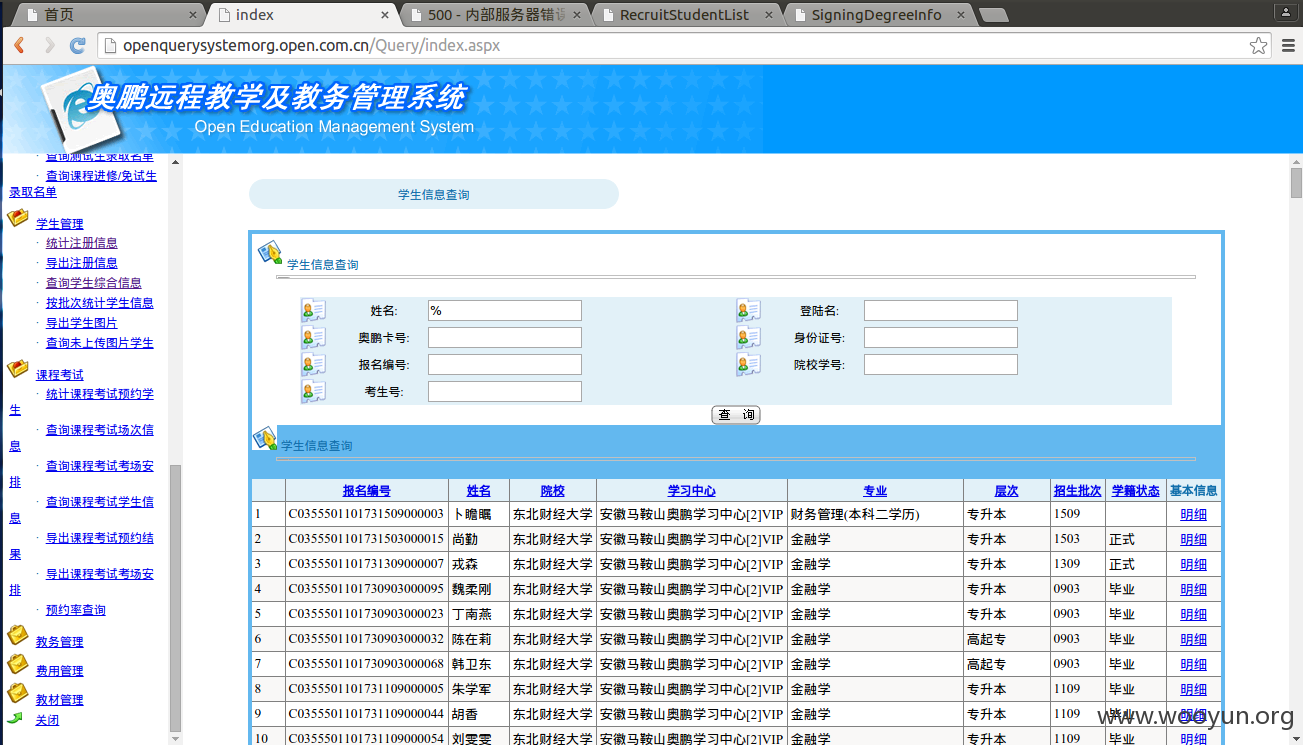 首页
index
500 - 内部服务器错误
RecruitStudentList
SigningDegreeInfo
openquerysystemorg.open.com.cn/Query/index.aspx
奥鹏远程教学及教务管理系统
Open Education Management System
查询测试生录取名单
查询课程进修/免试生
录取名单
学生管理
统计注册信息
导出注册信息
查询学生综合信息
按批次统计学生信息
导出学生图片
查询未上传图片学生
课程考试
统计课程考试预约学
生
查询课程考试场次信
息
查询课程考试考场安
排
查询课程考试学生信
息
导出课程考试预约结
果
导出课程考试考场安
排
预约率查询
教务管理
费用管理
教材管理
关闭
学生信息查询
学生信息查询
姓名: % 登陆名:
奥鹏卡号: 身份证号:
报名编号: 院校学号:
考生号:
查 询
学生信息查询
报名编号 姓名 院校 学习中心 专业 层次 招生批次 学籍状态 基本信息
1 C0355501101731509000003 卜瞻瞩 东北财经大学 安徽马鞍山奥鹏学习中心[2]VIP 财务管理(本科二学历) 专升本 1509 明细
2 C0355501101731503000015 尚勤 东北财经大学 安徽马鞍山奥鹏学习中心[2]VIP 金融学 专升本 1503 正式 明细
3 C0355501101731309000007 戎森 东北财经大学 安徽马鞍山奥鹏学习中心[2]VIP 金融学 专升本 1309 正式 明细
4 C0355501101730903000095 魏柔刚 东北财经大学 安徽马鞍山奥鹏学习中心[2]VIP 金融学 专升本 0903 毕业 明细
5 C0355501101730903000023 丁南燕 东北财经大学 安徽马鞍山奥鹏学习中心[2]VIP 金融学 专升本 0903 毕业 明细
6 C0355501101730903000032 陈在莉 东北财经大学 安徽马鞍山奥鹏学习中心[2]VIP 金融学 高起专 0903 毕业 明细
7 C0355501101730903000068 韩卫东 东北财经大学 安徽马鞍山奥鹏学习中心[2]VIP 金融学 高起专 0903 毕业 明细
8 C0355501101731109000005 朱学军 东北财经大学 安徽马鞍山奥鹏学习中心[2]VIP 金融学 专升本 1109 毕业 明细
9 C0355501101731109000044 胡香 东北财经大学 安徽马鞍山奥鹏学习中心[2]VIP 金融学 专升本 1109 毕业 明细
10 C0355501101731109000054 刘雯雯 东北财经大学 安徽马鞍山奥鹏学习中心[2]VIP 金融学 专升本 1109 毕业 明细
www.wooyun.org